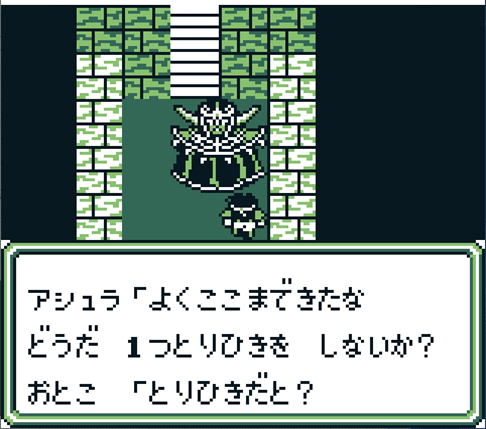 アシュラ「よくここまできたな
どうだ　1つとりひきを　しないか?
おとこ　「とりひきだと?